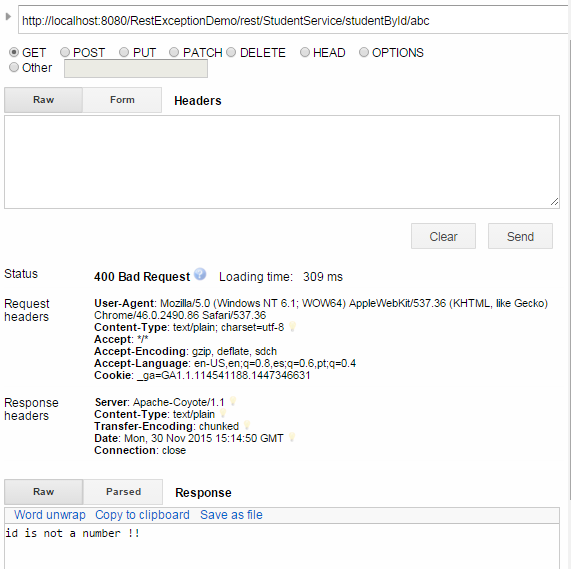 http://localhost:8080/RestExceptionDemo/rest/StudentService/studentById/abc
GET POST PUT PATCH DELETE HEAD OPTIONS
Other
Raw Form Headers
Clear Send
Status 400 Bad Request ? Loading time: 309 ms
Request headers
User-Agent: Mozilla/5.0 (Windows NT 6.1; WOW64) AppleWebKit/537.36 (KHTML, like Gecko)
Chrome/46.0.2490.86 Safari/537.36
Content-Type: text/plain; charset=utf-8
Accept: */*
Accept-Encoding: gzip, deflate, sdch
Accept-Language: en-US,en;q=0.8,es;q=0.6,pt;q=0.4
Cookie: _ga=GA1.1.114541188.1447346631
Response headers
Server: Apache-Coyote/1.1
Content-Type: text/plain
Transfer-Encoding: chunked
Date: Mon, 30 Nov 2015 15:14:50 GMT
Connection: close
Raw Parsed Response
Word unwrap Copy to clipboard Save as file
id is not a number !!